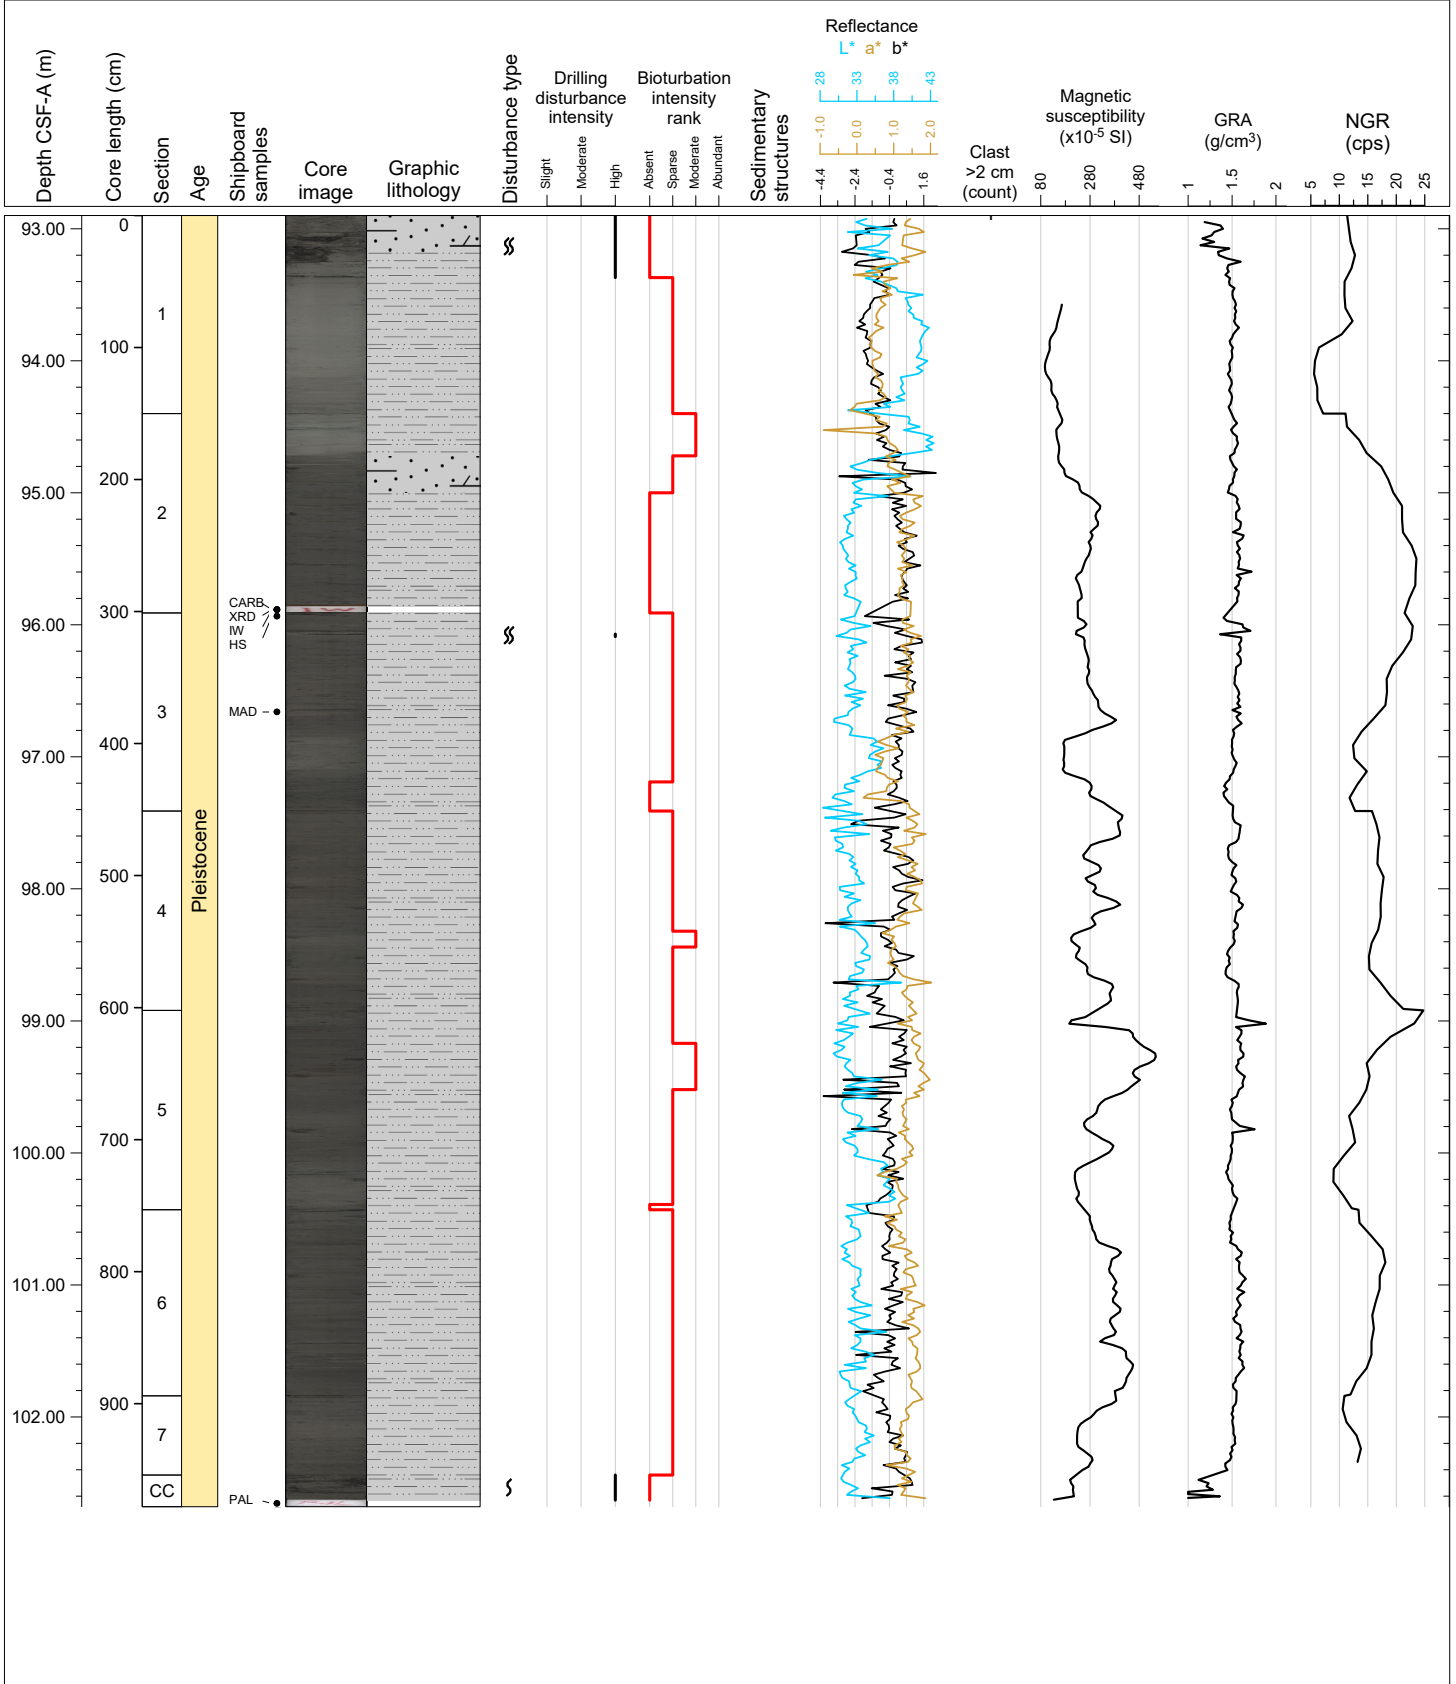 Depth CSF-A (m)
Core length (cm)
Section
Age
Shipboard
samples
Core
image
Graphic
lithology
Disturbance type
Drilling
disturbance
intensity
Slight
Moderate
High
Bioturbation
intensity
rank
Absent
Sparse
Moderate
Abundant
Sedimentary
structures
Reflectance
L* a* b*
28 33 38 43
-1.0 0.0 1.0 2.0
-4.4 -2.4 -0.4 1.6
Clast
>2 cm
(count)
Magnetic
susceptibility
(x10-5 SI)
80 280 480
GRA
(g/cm3)
1 1.5 2
NGR
(cps)
5 10 15 20 25
93.00
94.00
95.00
96.00
97.00
98.00
99.00
100.00
101.00
102.00
0
100
200
300
400
500
600
700
800
900
1
2
3
4
5
6
7
CC
Pleistocene
CARB
XRD
IW
HS
MAD
PAL